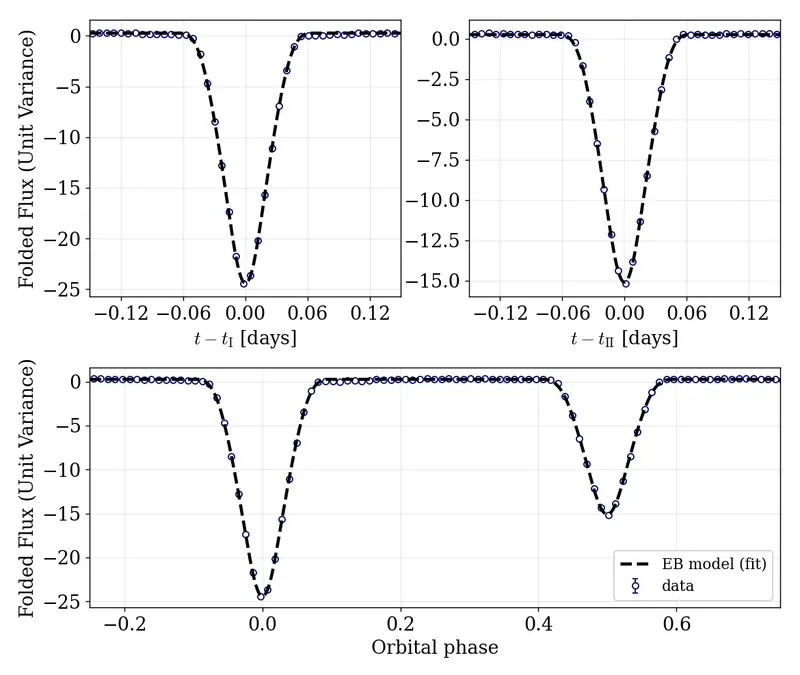 Folded Flux (Unit Variance)
0
−5
−10
−15
−20
−25
−0.12 −0.06 0.00 0.06 0.12
t − tI [days]
0.0
−2.5
−5.0
−7.5
−10.0
−12.5
−15.0
−0.12 −0.06 0.00 0.06 0.12
t − tII [days]
Folded Flux (Unit Variance)
0
−5
−10
−15
−20
−25
EB model (fit)
data
−0.2 0.0 0.2 0.4 0.6
Orbital phase